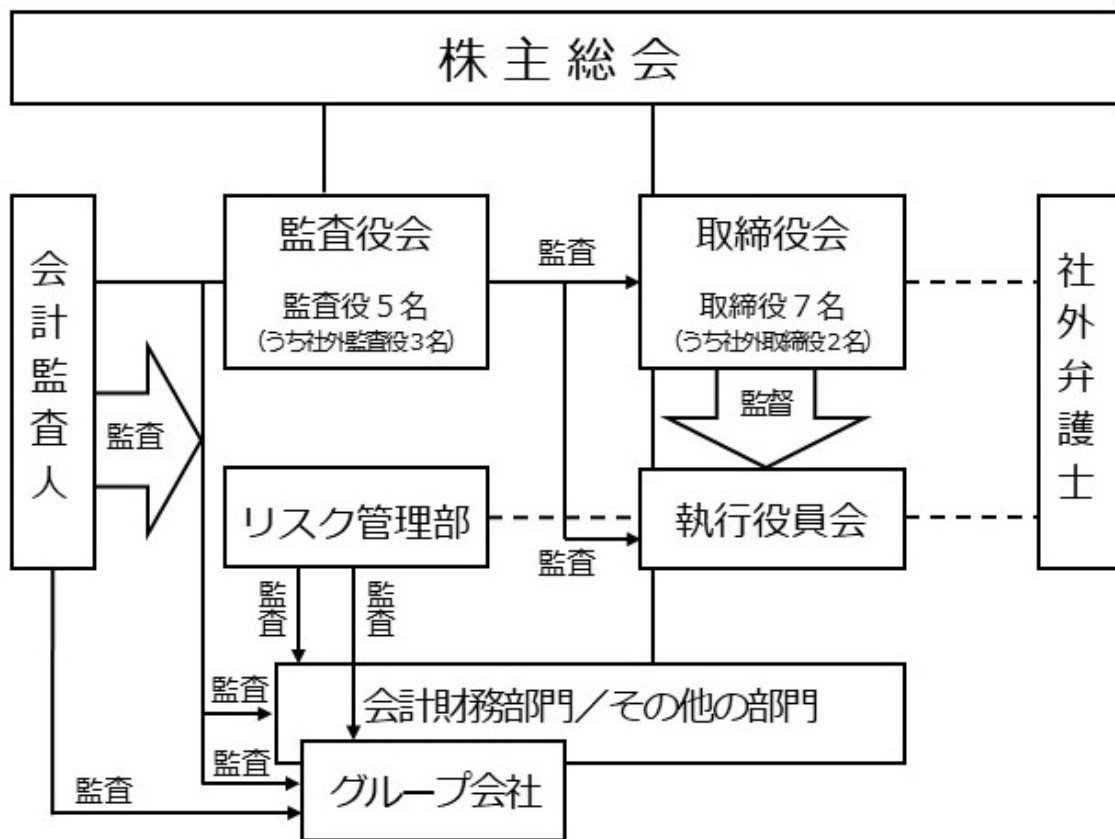 株主総会
会計監査人
監査役会
監査役5名
(うち社外監査役3名)
監査
取締役会
取締役7名
(うち社外取締役2名)
社外弁護士
監査
監督
リスク管理部
執行役員会
監査
監査
監査
監査
会計財務部門/その他の部門
監査
グループ会社
監査